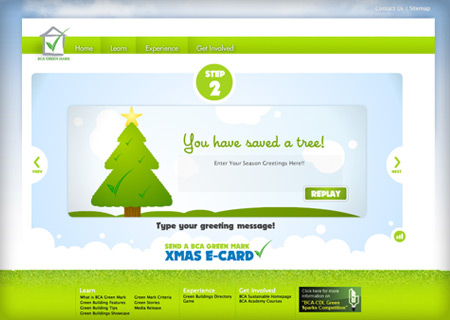 Contact Us | Sitemap
BCA GREEN MARK
Home Learn Experience Get Involved
STEP
2
You have saved a tree!
Enter Your Season Greetings Here!!
PREV
NEXT
REPLAY
Type your greeting message!
SEND A BCA GREEN MARK
XMAS E-CARD
Learn
What is BCA Green Mark
Green Building Features
Green Building Tips
Green Buildings Showcase
Green Mark Criteria
Green Stories
Media Release
Experience
Green Buildings Directory
Game
Get Involved
BCA Sustainable Homepage
BCA Academy Courses
Click here for more
information on
"BCA-CDL Green
Sparks Competition"